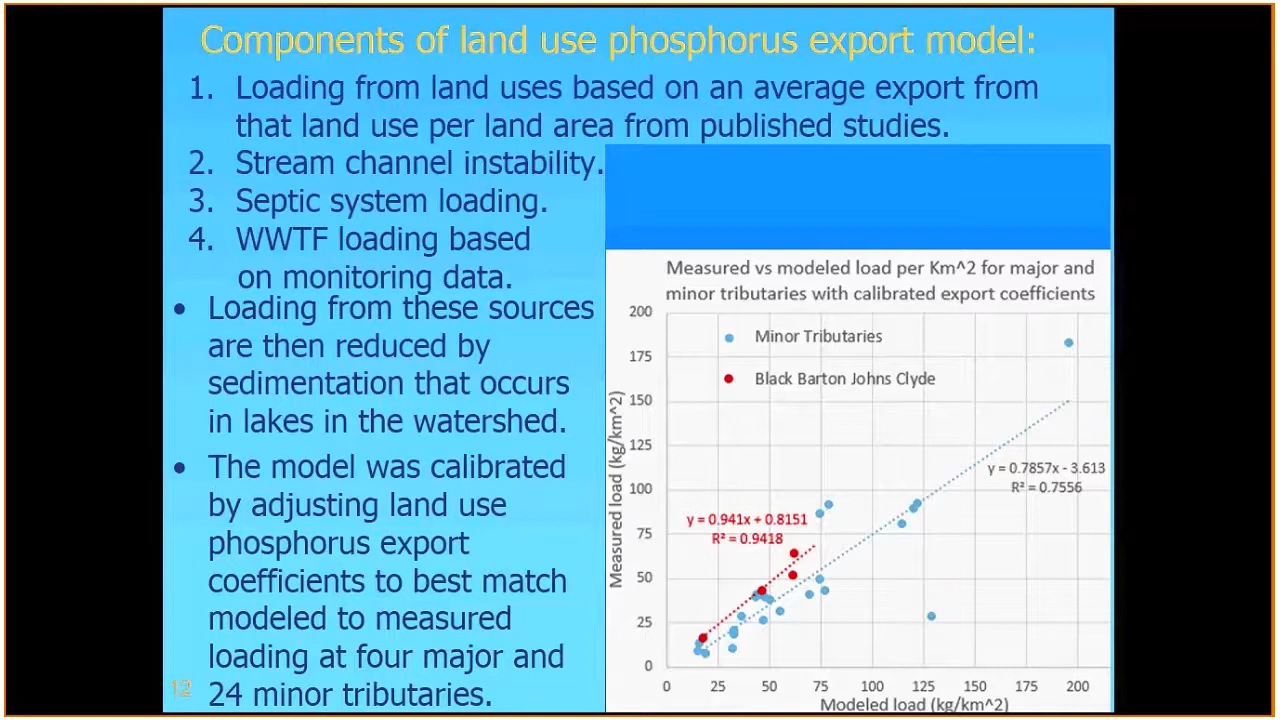 Components of land use phosphorus export model:
1. Loading from land uses based on an average export from
that land use per land area from published studies.
2. Stream channel instability.
3. Septic system loading.
4. WWTF loading based
on monitoring data.
• Loading from these sources
are then reduced by
sedimentation that occurs
in lakes in the watershed.
• The model was calibrated
by adjusting land use
phosphorus export
coefficients to best match
modeled to measured
loading at four major and
24 minor tributaries.
12
Measured vs modeled load per Km^2 for major and
minor tributaries with calibrated export coefficients
Minor Tributaries
Black Barton Johns Clyde
y = 0.7857x - 3.613
R² = 0.7556
y = 0.941x + 0.8151
R² = 0.9418
Measured load (kg/km^2)
200
175
150
125
100
75
50
25
0
0 25 50 75 100 125 150 175 200
Modeled load (kg/km^2)